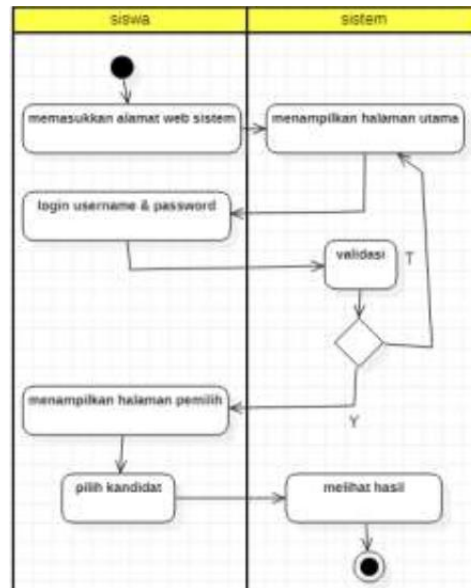 siswa
sistem
memasukkan alamat web sistem
menampilkan halaman utama
login username & password
validasi
T
menampilkan halaman pemilih
Y
pilih kandidat
melihat hasil